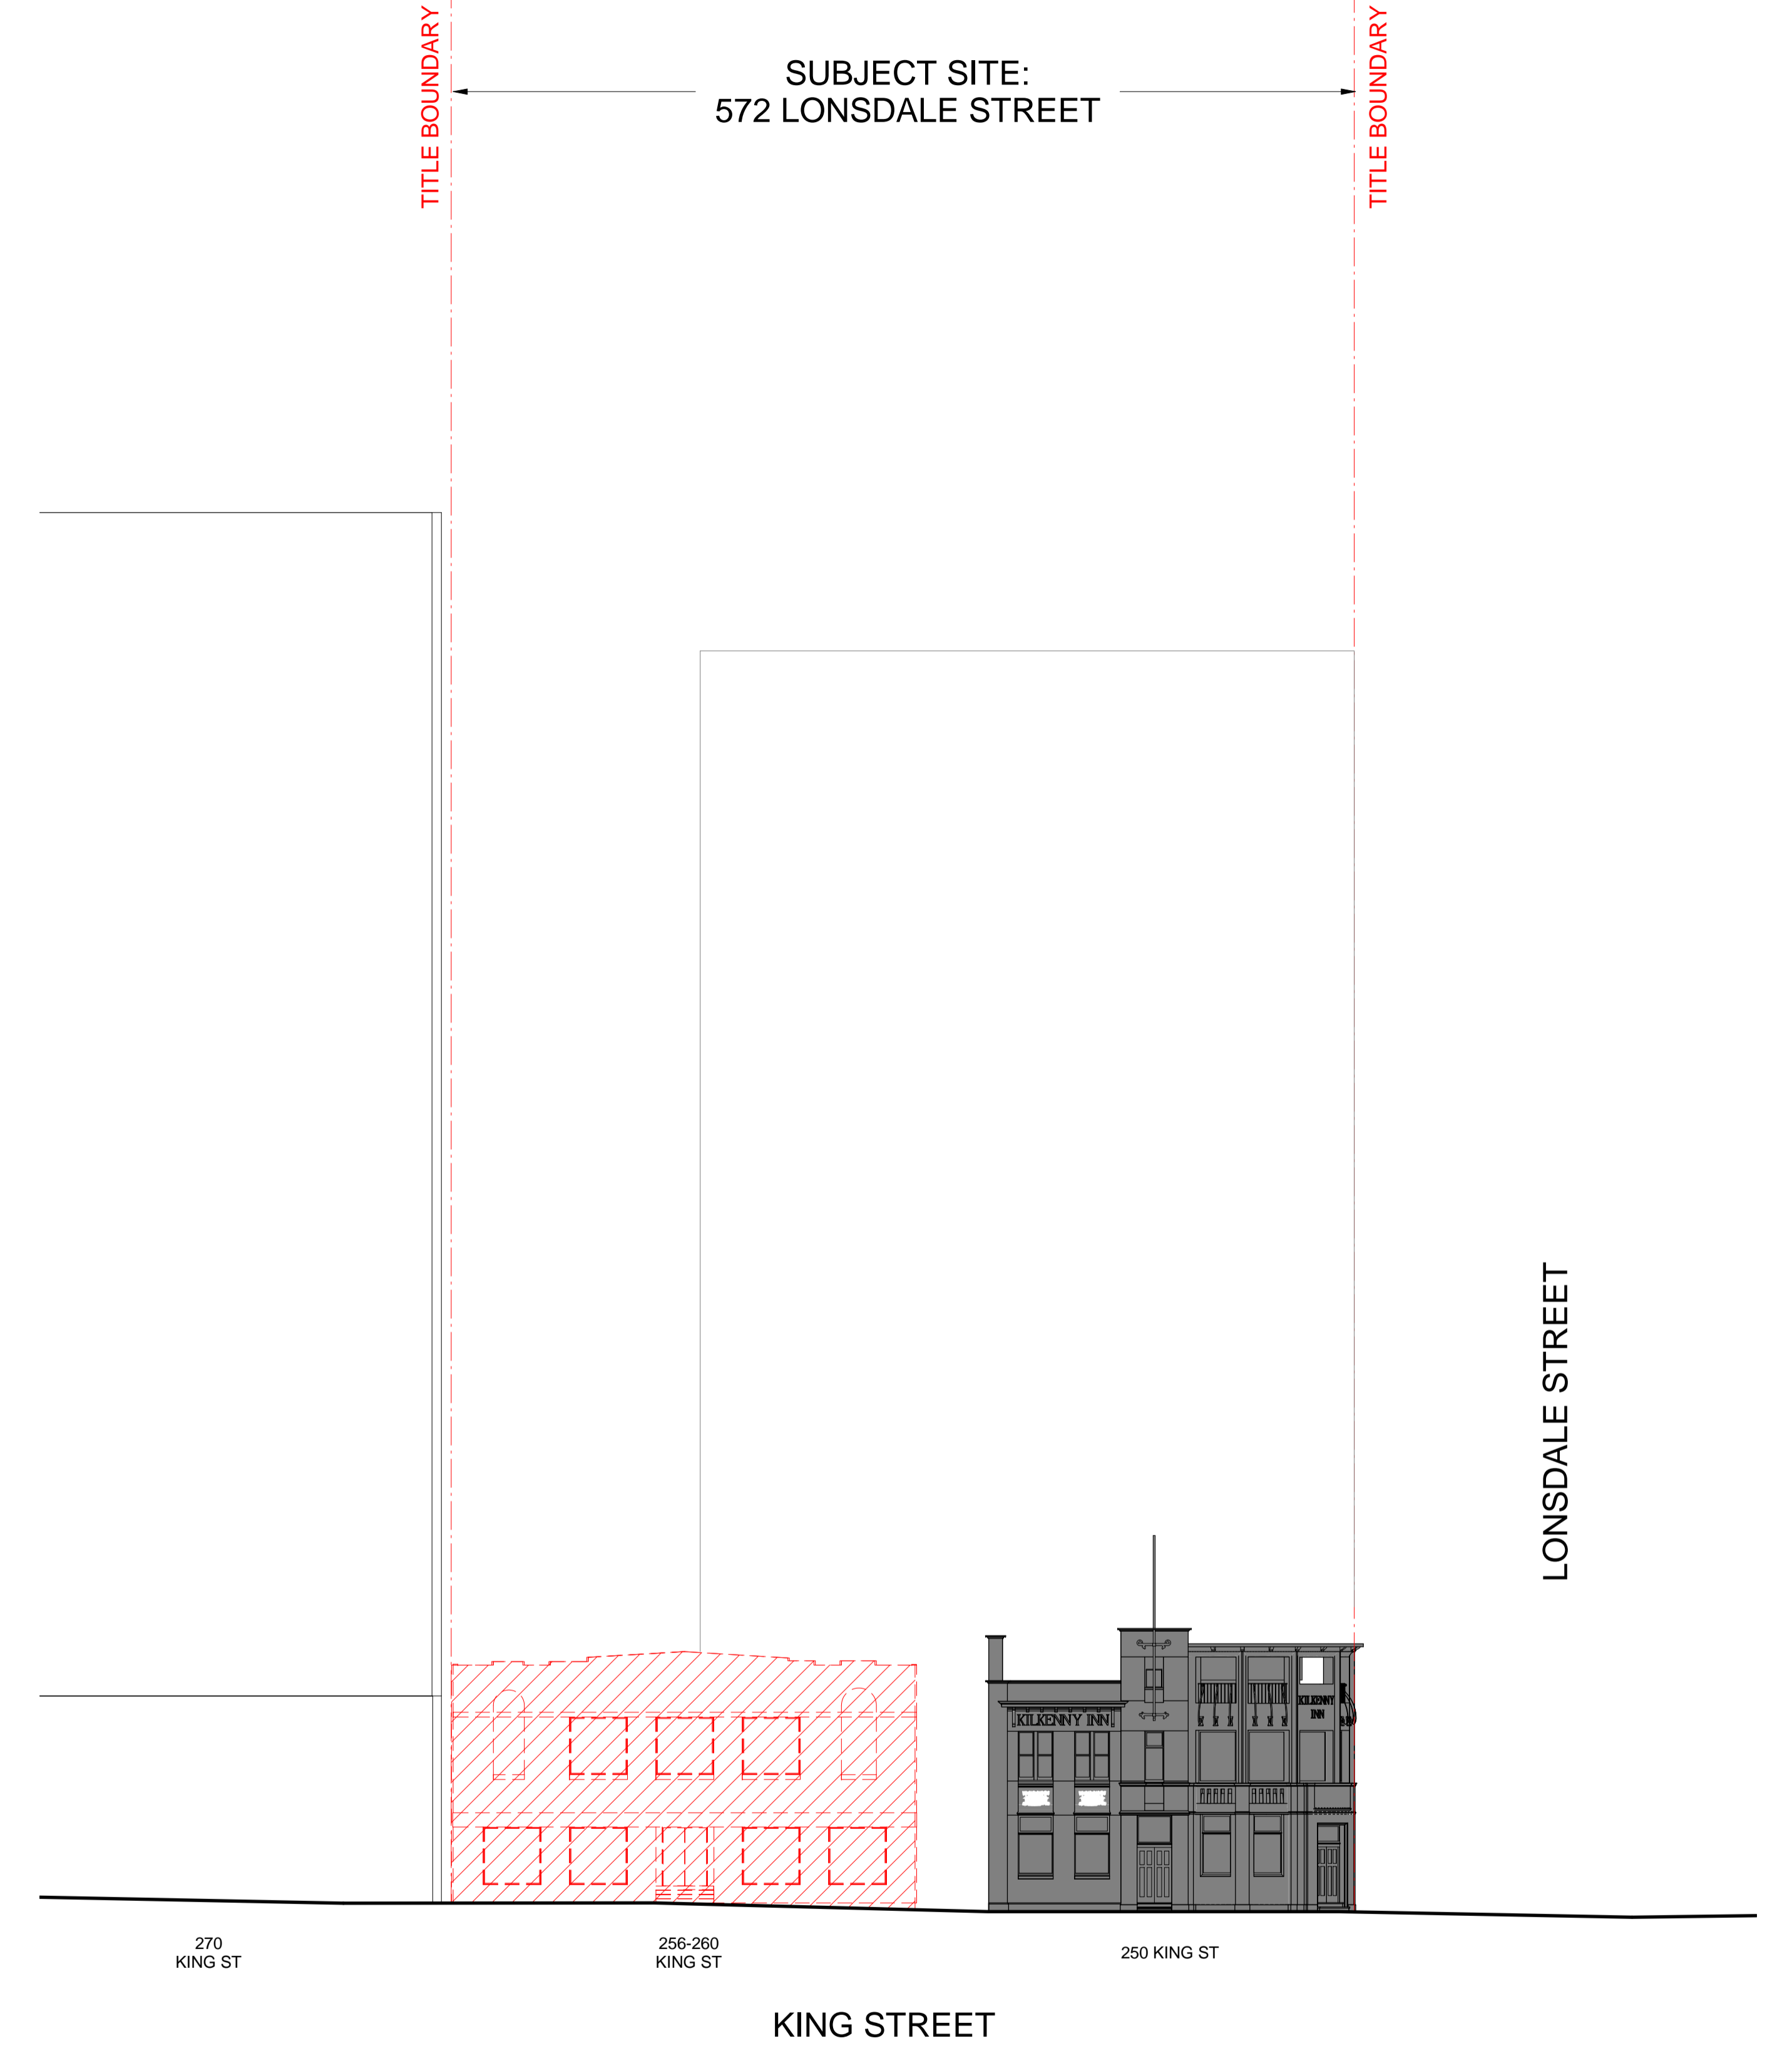 TITLE BOUNDARY
SUBJECT SITE:
572 LONSDALE STREET
TITLE BOUNDARY
LONSDALE STREET
KILKENNY INN
KILKENNY
INN
270
KING ST
256-260
KING ST
250 KING ST
KING STREET